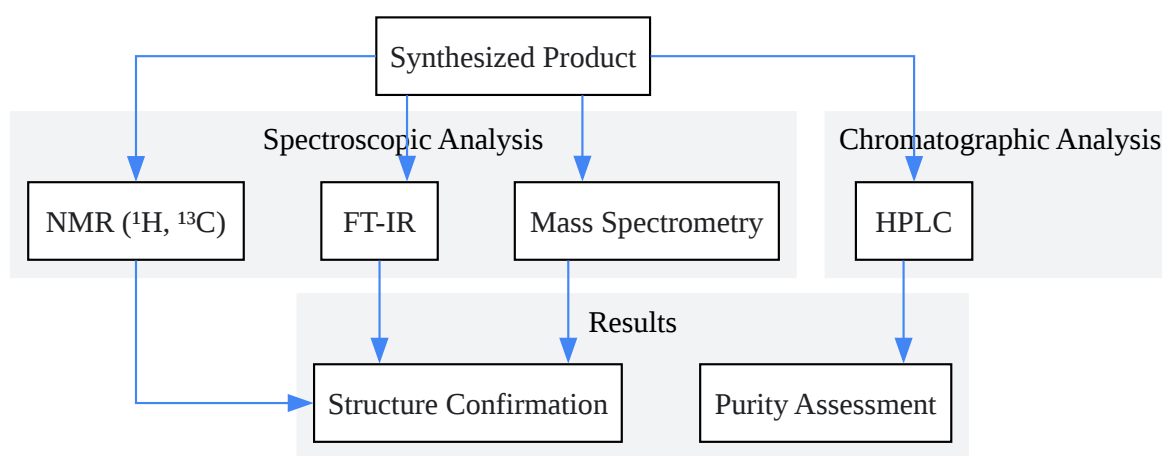 Synthesized Product
Spectroscopic Analysis
Chromatographic Analysis
NMR (¹H, ¹³C)
FT-IR
Mass Spectrometry
HPLC
Results
Structure Confirmation
Purity Assessment